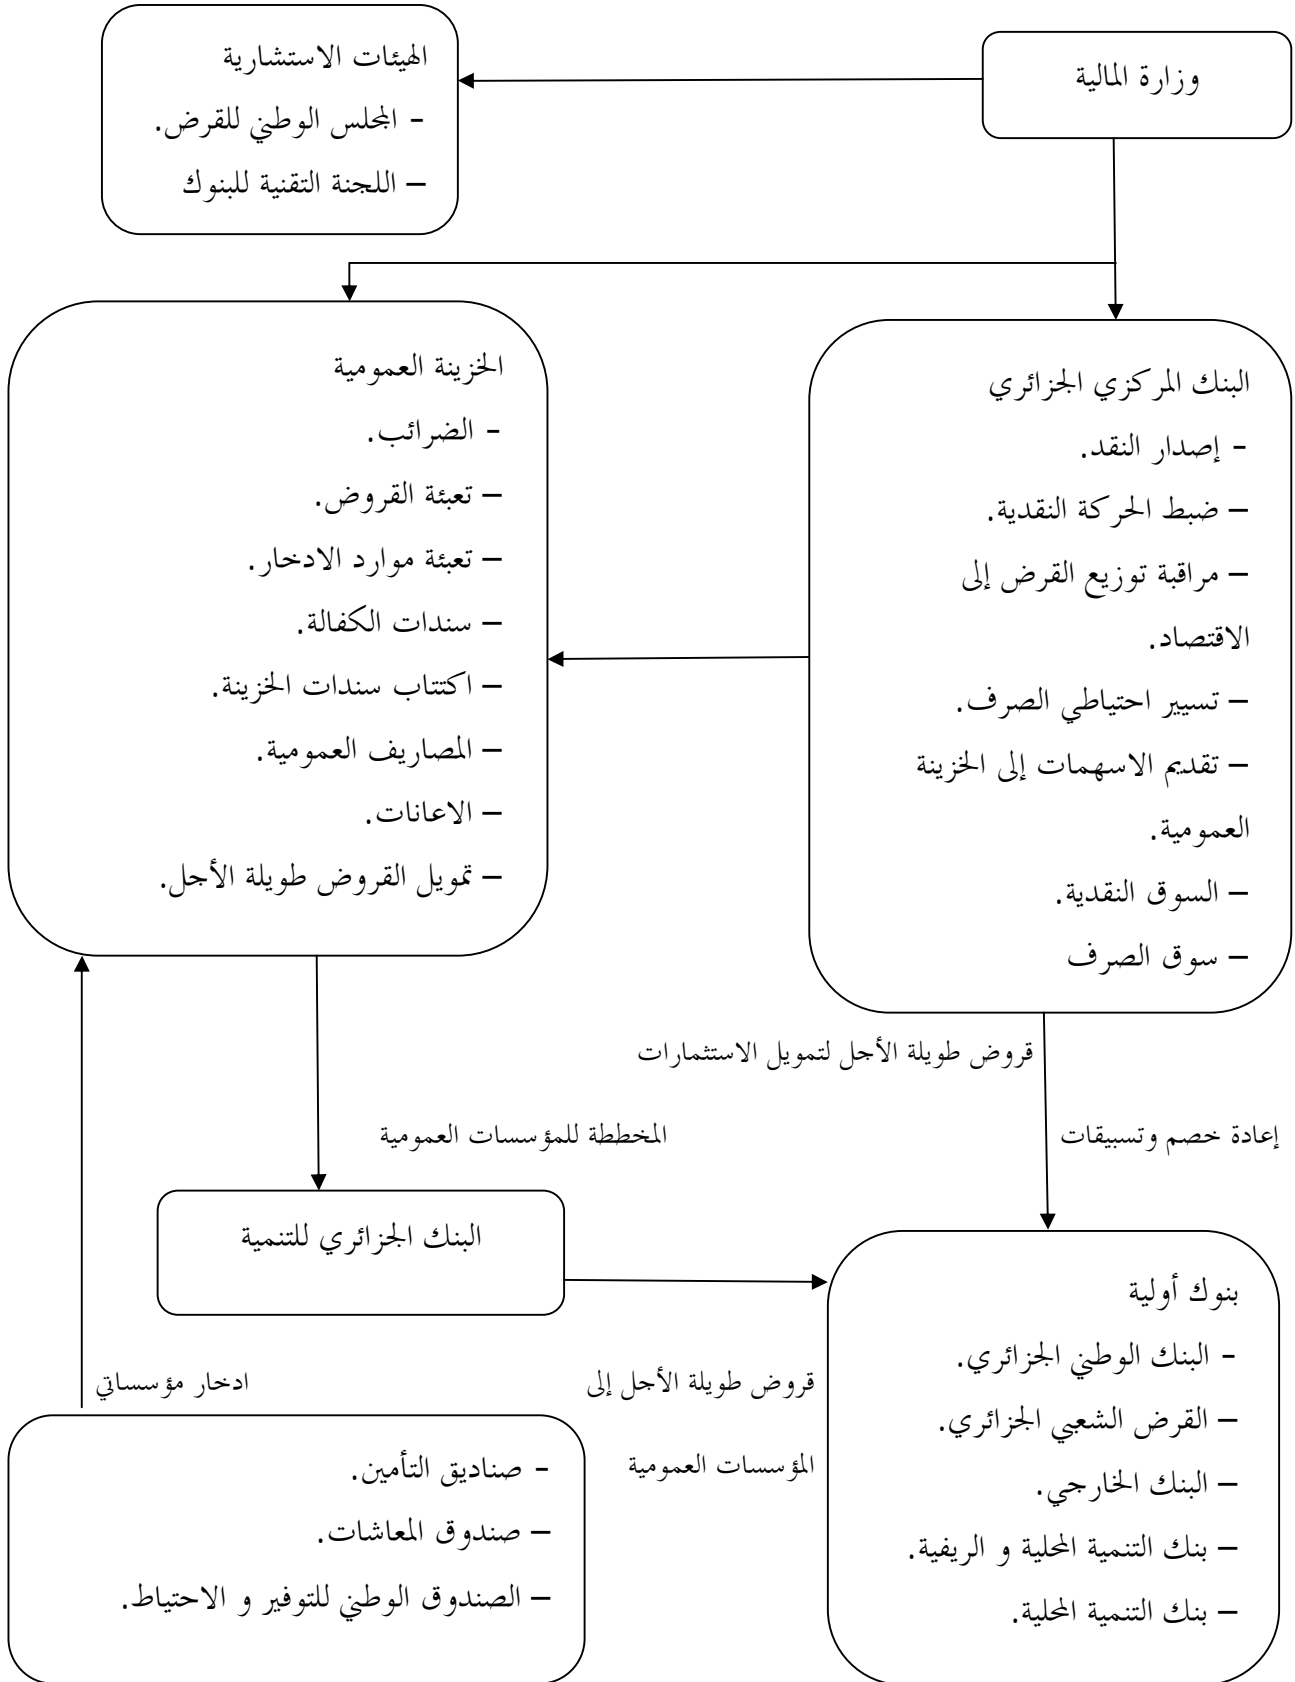 وزارة المالية
الهيئات الاستشارية
- المجلس الوطني للقرض.
– اللجنة التقنية للبنوك
البنك المركزي الجزائري
- إصدار النقد.
– ضبط الحركة النقدية.
– مراقبة توزيع القرض إلى
الاقتصاد.
– تسيير احتياطي الصرف.
– تقديم الاسهمات إلى الخزينة
العمومية.
– السوق النقدية.
– سوق الصرف
الخزينة العمومية
- الضرائب.
– تعبئة القروض.
– تعبئة موارد الادخار.
– سندات الكفالة.
– اكتتاب سندات الخزينة.
– المصاريف العمومية.
– الاعانات.
– تمويل القروض طويلة الأجل.
قروض طويلة الأجل لتمويل الاستثمارات
المخططة للمؤسسات العمومية
إعادة خصم وتسبيقات
البنك الجزائري للتنمية
بنوك أولية
- البنك الوطني الجزائري.
– القرض الشعبي الجزائري.
– البنك الخارجي.
– بنك التنمية المحلية و الريفية.
– بنك التنمية المحلية.
قروض طويلة الأجل إلى
المؤسسات العمومية
ادخار مؤسساتي
- صناديق التأمين.
– صندوق المعاشات.
– الصندوق الوطني للتوفير و الاحتياط.